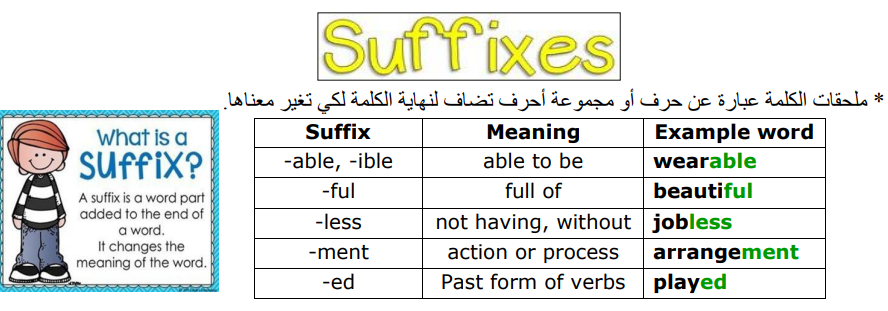 Suffixes
* ملحقات الكلمة عبارة عن حرف أو مجموعة أحرف تضاف لنهاية الكلمة لكي تغير معناها.
What is a
SUFFIX?
A suffix is a word part
added to the end of
a word.
It changes the
meaning of the word.
Suffix Meaning Example word
-able, -ible able to be wearable
-ful full of beautiful
-less not having, without jobless
-ment action or process arrangement
-ed Past form of verbs played